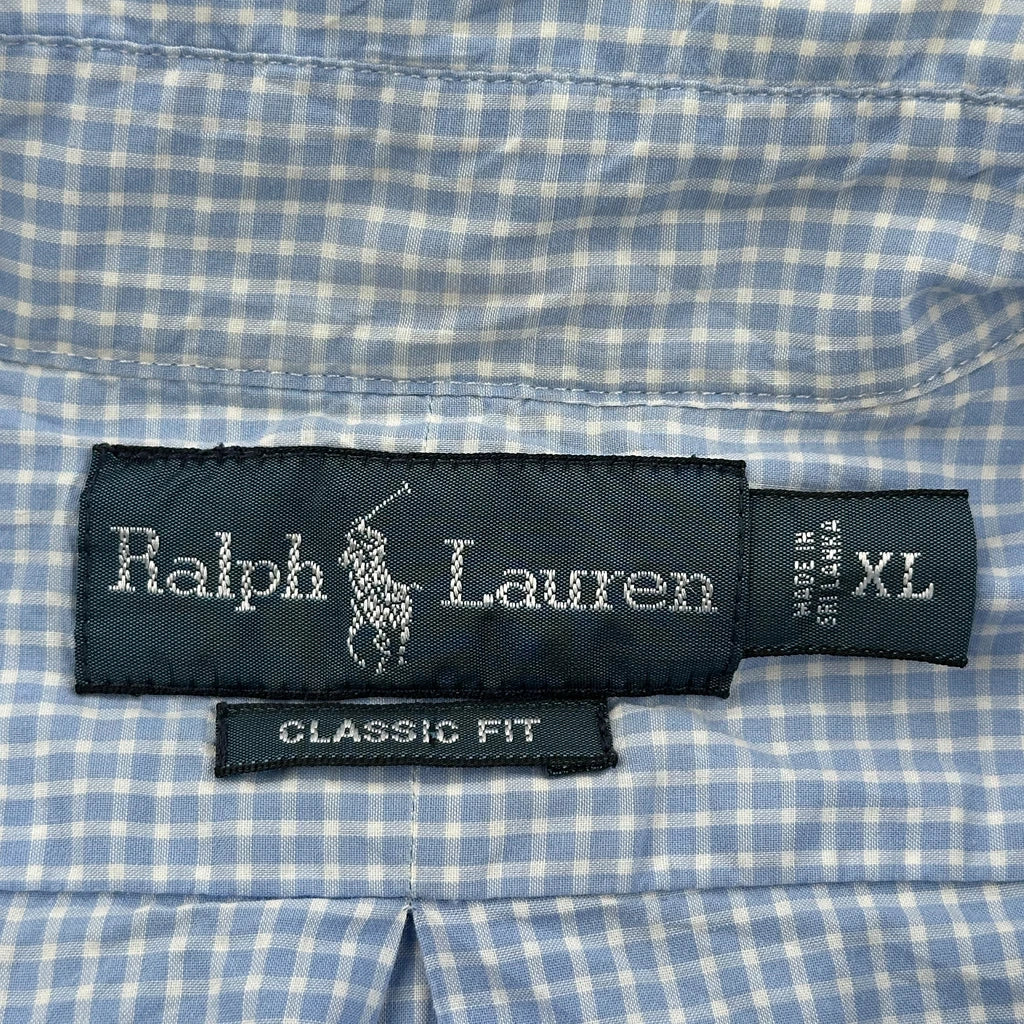 Ralph Lauren
MADE IN
SRI LANKA
XL
CLASSIC FIT